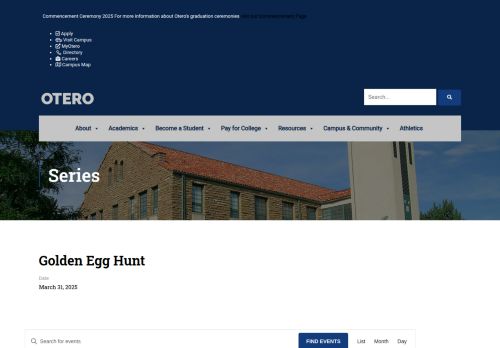 Commencement Ceremony 2025 For more information about Otero's graduation ceremonies Visit our Commencement Page
Apply
Visit Campus
MyOtero
Directory
Careers
Campus Map
OTERO
Search...
About Academics Become a Student Pay for College Resources Campus & Community Athletics
Series
Golden Egg Hunt
Date
March 31, 2025
Search for events
FIND EVENTS
List Month Day